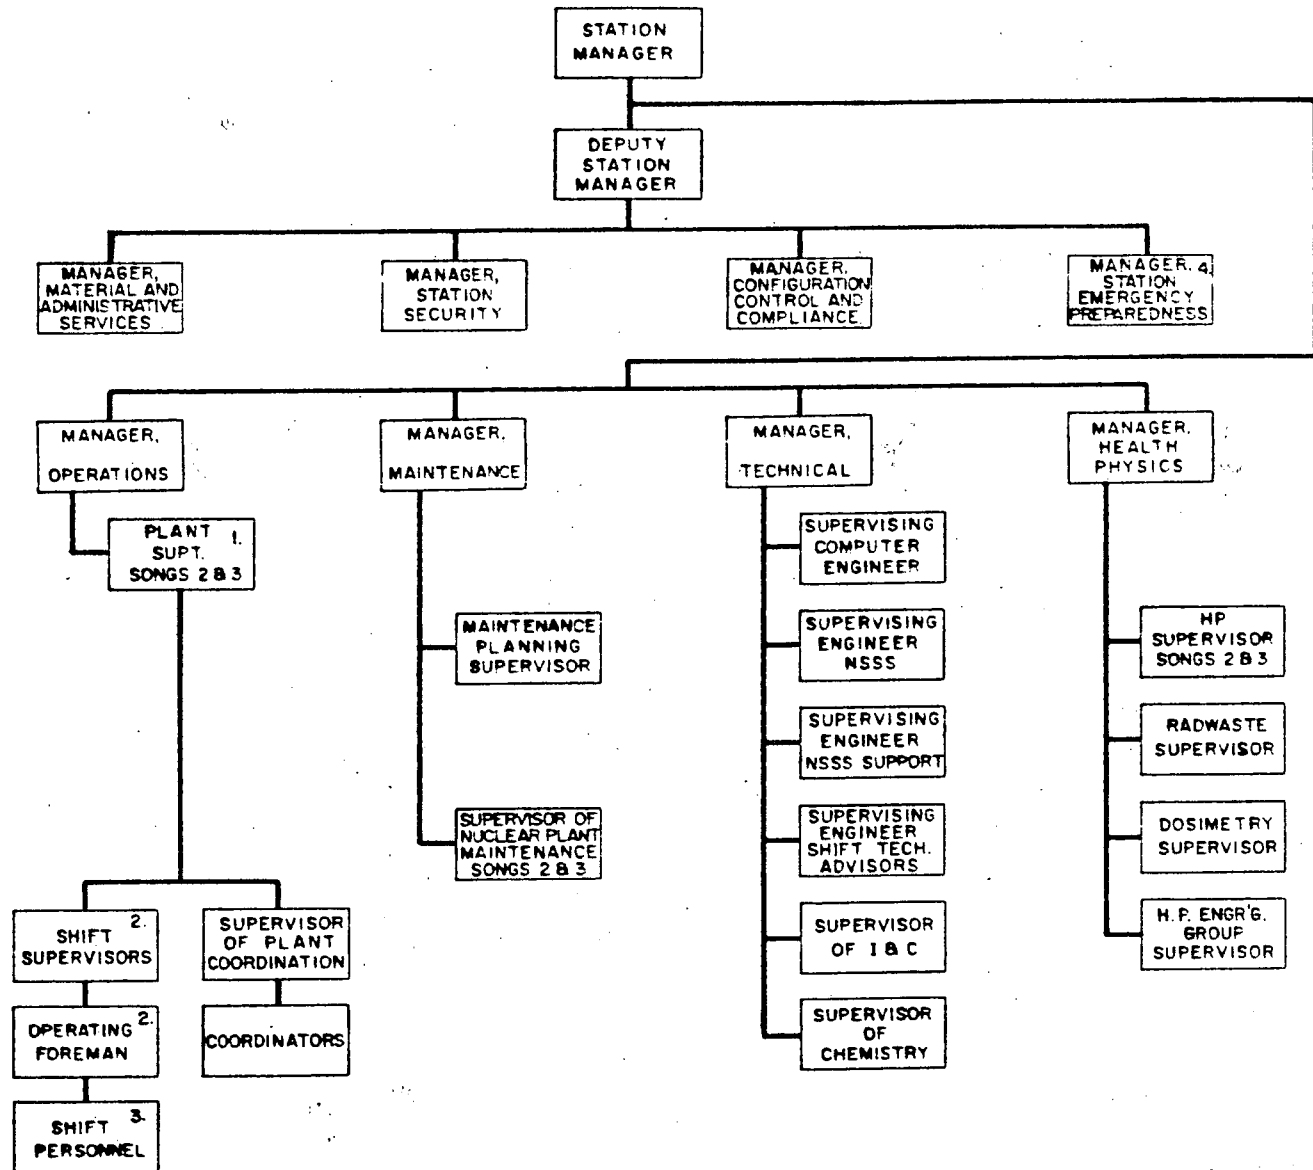 STATION
MANAGER
DEPUTY
STATION
MANAGER
MANAGER,
MATERIAL AND
ADMINISTRATIVE
SERVICES
MANAGER,
STATION
SECURITY
MANAGER.
CONFIGURATION
CONTROL AND
COMPLIANCE
MANAGER. 4.
STATION
EMERGENCY
PREPAREDNESS
MANAGER,
OPERATIONS
MANAGER.
MAINTENANCE
MANAGER,
TECHNICAL
MANAGER,
HEALTH
PHYSICS
PLANT 1.
SUPT.
SONGS 2 & 3
MAINTENANCE
PLANNING
SUPERVISOR
SUPERVISOR OF
NUCLEAR PLANT
MAINTENANCE
SONGS 2 & 3
SUPERVISING
COMPUTER
ENGINEER
SUPERVISING
ENGINEER
NSSS
SUPERVISING
ENGINEER
NSSS SUPPORT
SUPERVISING
ENGINEER
SHIFT TECH.
ADVISORS
SUPERVISOR
OF I & C
SUPERVISOR
OF
CHEMISTRY
HP
SUPERVISOR
SONGS 2 & 3
RADWASTE
SUPERVISOR
DOSIMETRY
SUPERVISOR
H.P. ENGR'G.
GROUP
SUPERVISOR
SHIFT 2.
SUPERVISORS
SUPERVISOR
OF PLANT
COORDINATION
OPERATING 2.
FOREMAN
COORDINATORS
SHIFT 3.
PERSONNEL